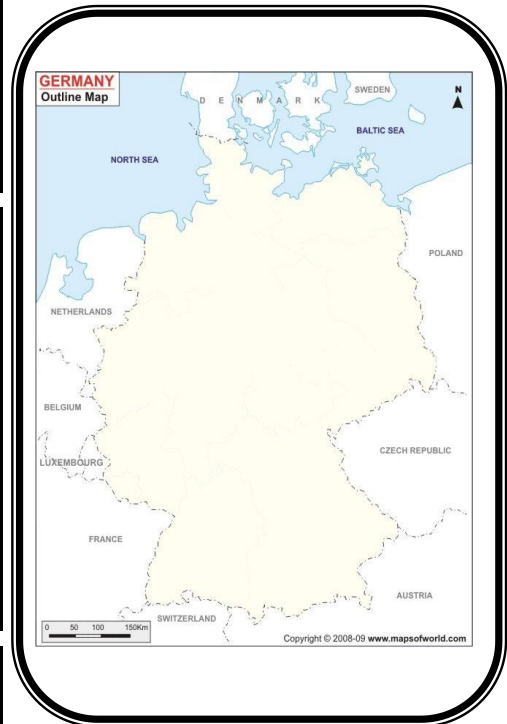 GERMANY
Outline Map
D E N M A R K
SWEDEN
N
BALTIC SEA
NORTH SEA
POLAND
NETHERLANDS
BELGIUM
CZECH REPUBLIC
LUXEMBOURG
FRANCE
AUSTRIA
SWITZERLAND
0 50 100 150Km
Copyright © 2008-09 www.mapsofworld.com